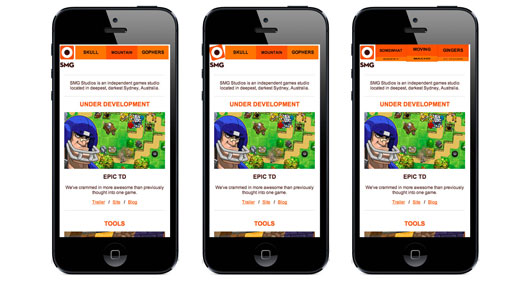 SKULL MOUNTAIN GOPHERS
SMG
SMG Studios is an independent games studio
located in deepest, darkest Sydney, Australia.
UNDER DEVELOPMENT
EPIC TD
We've crammed in more awesome than previously
thought into one game.
Trailer / Site / Blog
TOOLS
SKULL MOUNTAIN GOPHERS
SMG
SMG Studios is an independent games studio
located in deepest, darkest Sydney, Australia.
UNDER DEVELOPMENT
EPIC TD
We've crammed in more awesome than previously
thought into one game.
Trailer / Site / Blog
TOOLS
MOVING GINGERS
SMG
SMG Studios is an independent games studio
located in deepest, darkest Sydney, Australia.
UNDER DEVELOPMENT
EPIC TD
We've crammed in more awesome than previously
thought into one game.
Trailer / Site / Blog
TOOLS